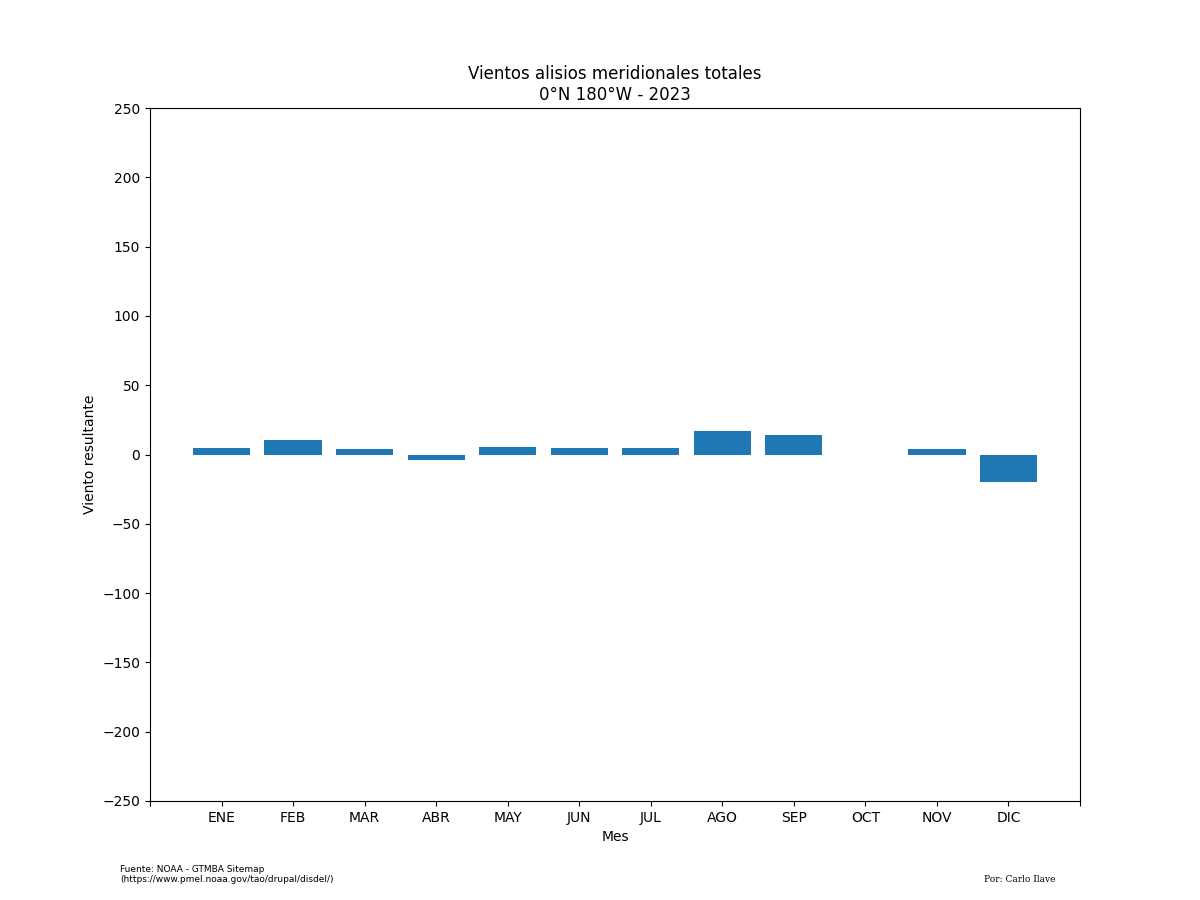 Vientos alisios meridionales totales
0°N 180°W - 2023
250
200
150
100
50
0
−50
−100
−150
−200
−250
Viento resultante
ENE FEB MAR ABR MAY JUN JUL AGO SEP OCT NOV DIC
Mes
Fuente: NOAA - GTMBA Sitemap
(https://www.pmel.noaa.gov/tao/drupal/disdel/)
Por: Carlo Ilave